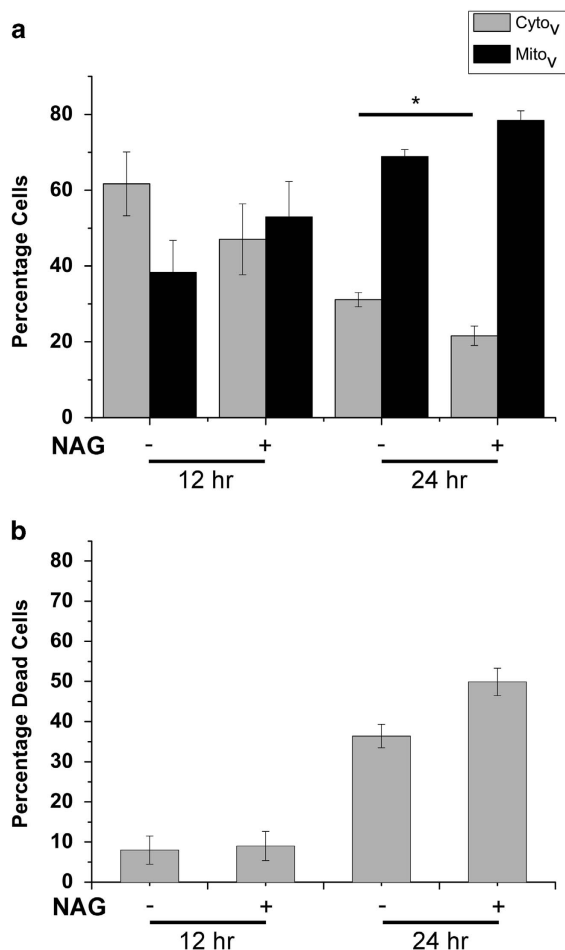 a
Cyto_V
Mito_V
Percentage Cells
80
60
40
20
0
*
NAG - + - +
12 hr 24 hr
b
Percentage Dead Cells
80
70
60
50
40
30
20
10
0
NAG - + - +
12 hr 24 hr